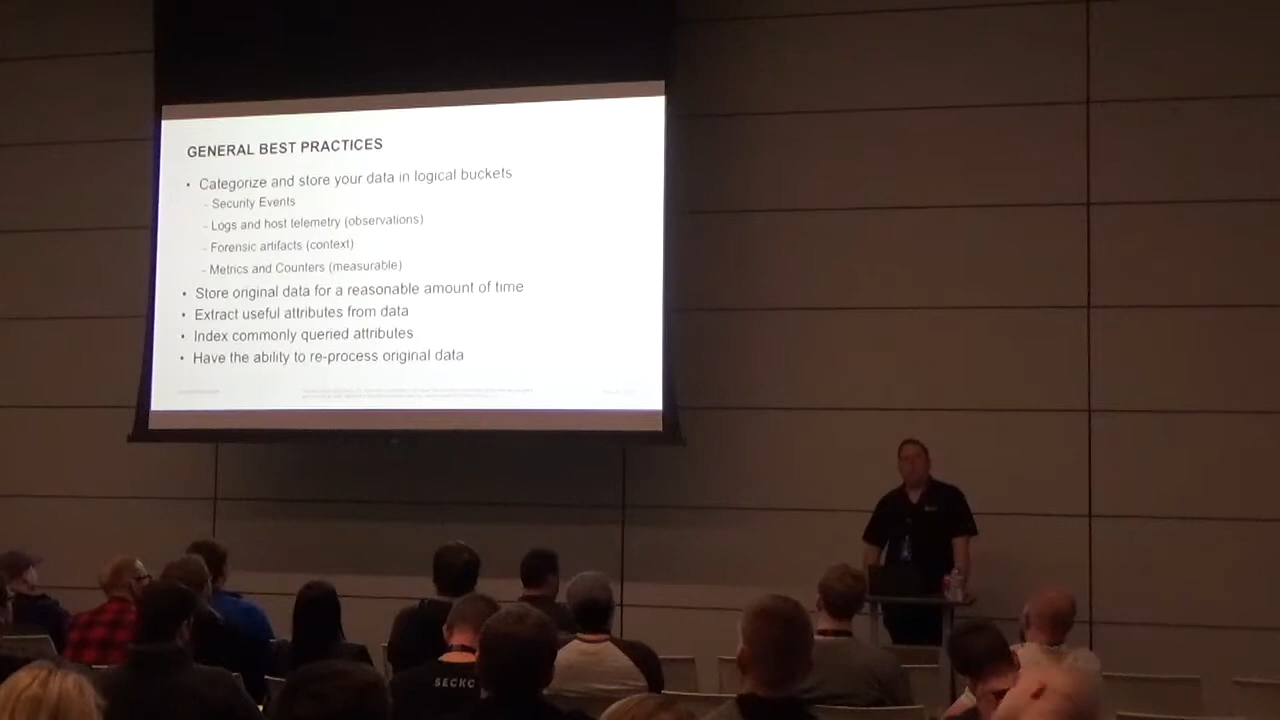 GENERAL BEST PRACTICES
• Categorize and store your data in logical buckets
- Security Events
- Logs and host telemetry (observations)
- Forensic artifacts (context)
- Metrics and Counters (measurable)
• Store original data for a reasonable amount of time
• Extract useful attributes from data
• Index commonly queried attributes
• Have the ability to re-process original data
SECKC